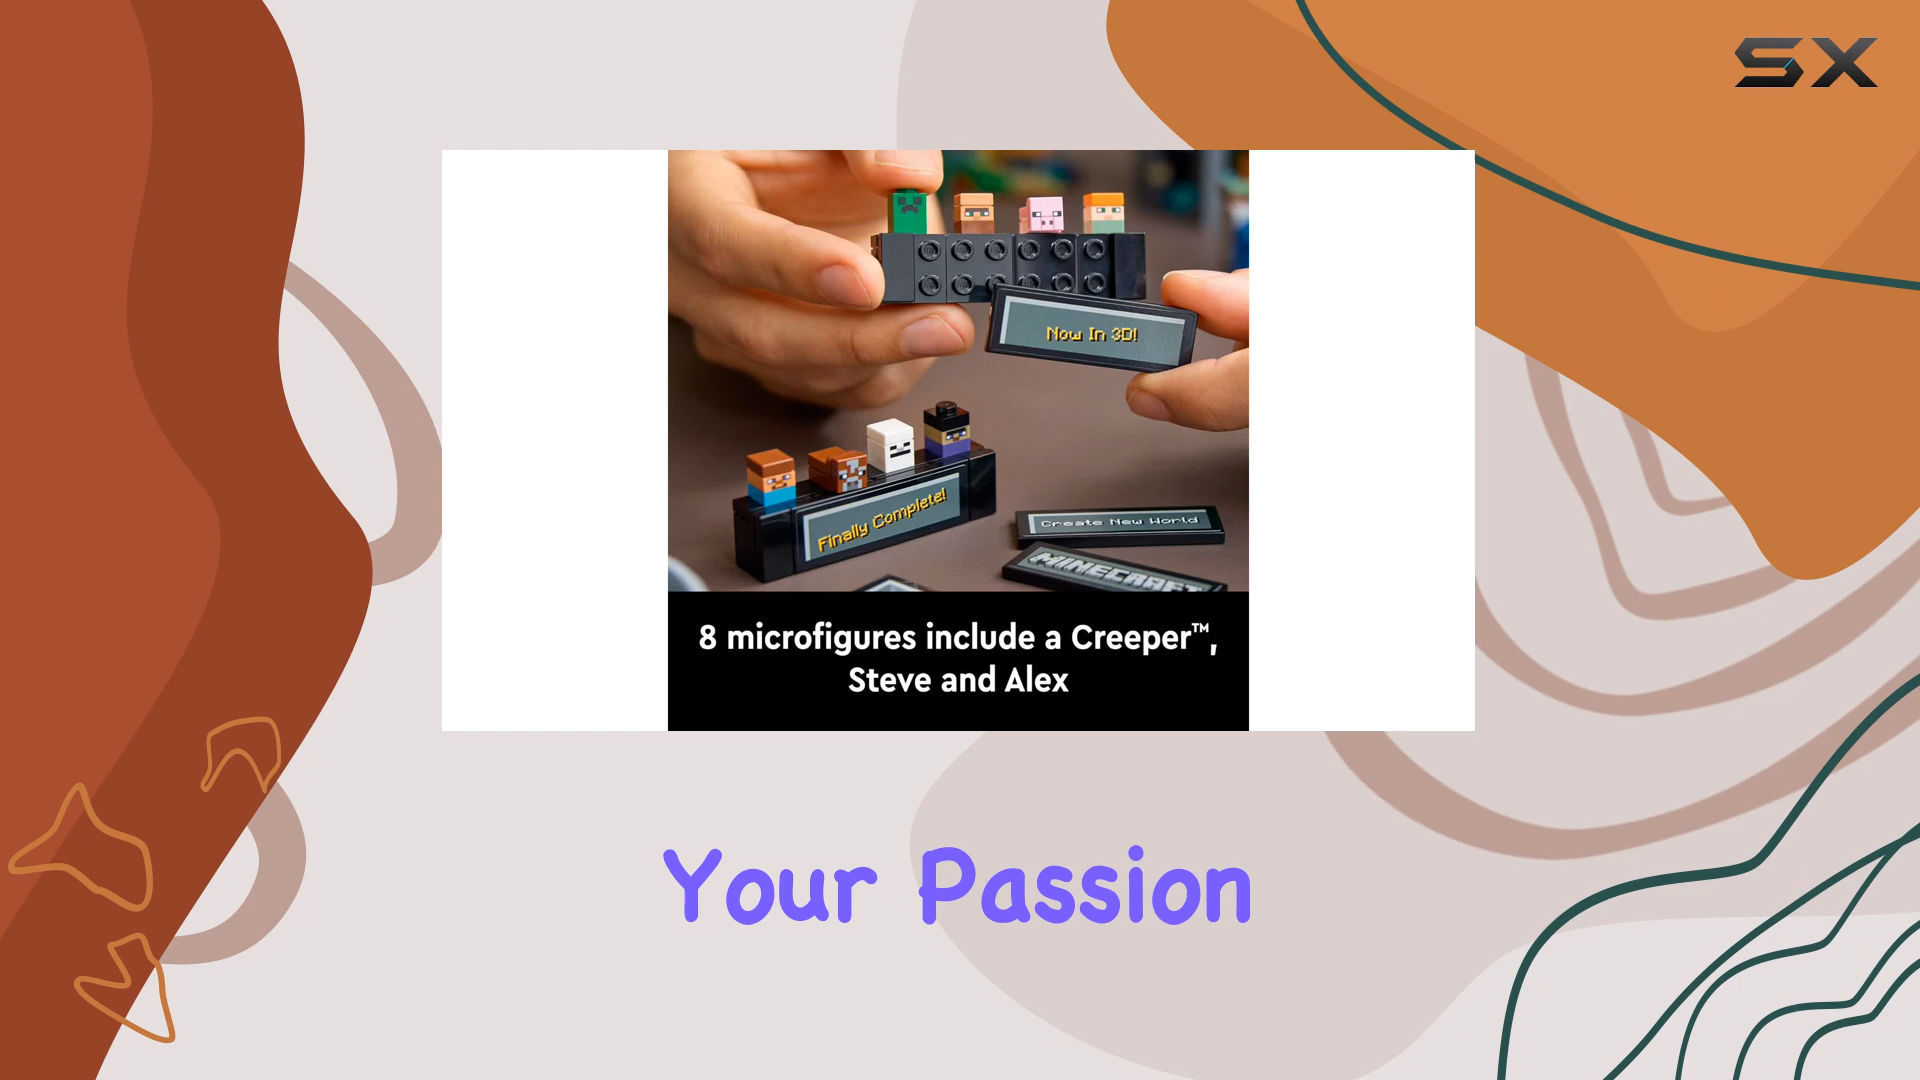 SX
Now In 3D!
Finally Complete!
Create New World
MINECRAFT
8 microfigures include a Creeper™,
Steve and Alex
Your Passion